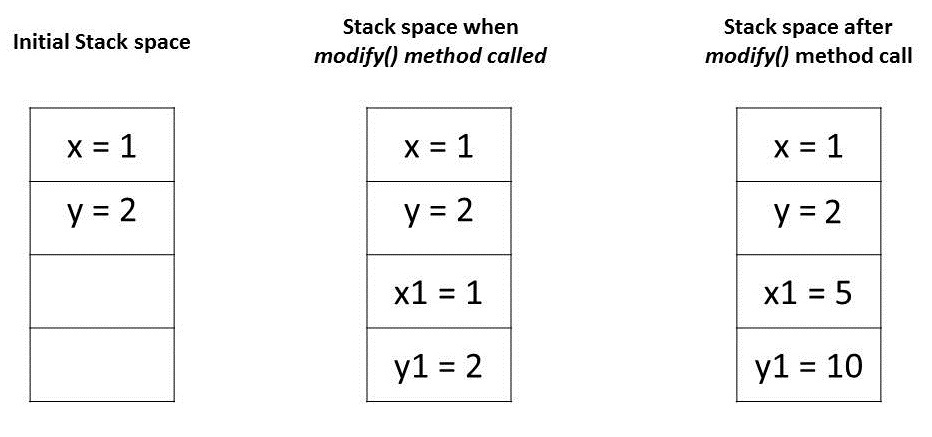 Initial Stack space
Stack space when
modify() method called
Stack space after
modify() method call
x = 1
y = 2
x = 1
y = 2
x1 = 1
y1 = 2
x = 1
y = 2
x1 = 5
y1 = 10